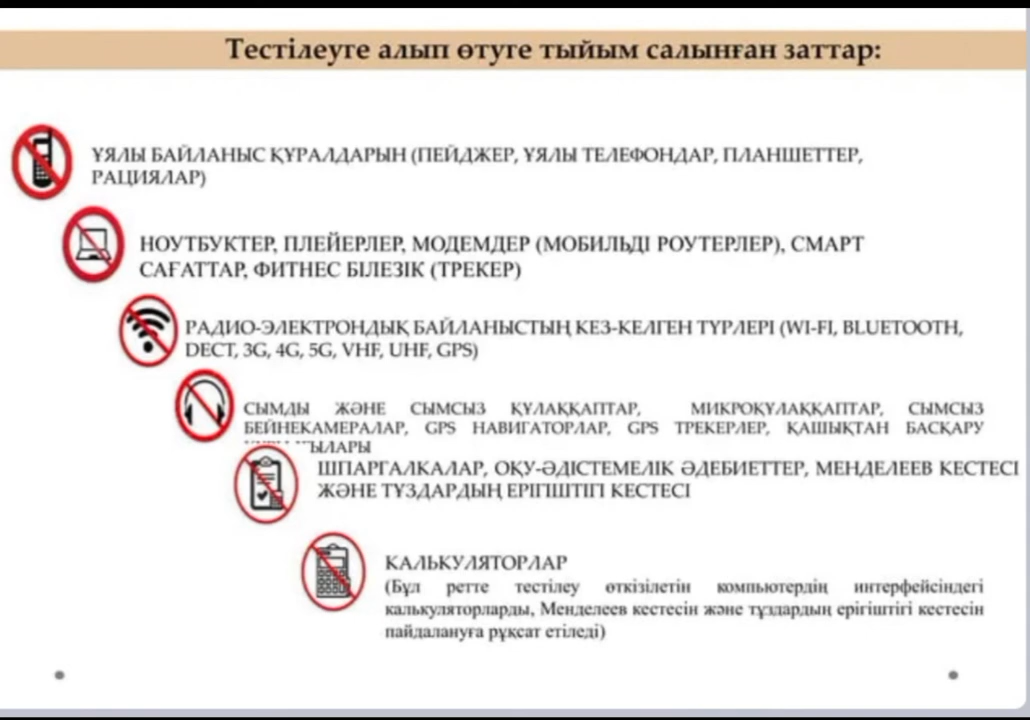 Тестілеуге алып өтуге тыйым салынған заттар:
ҰЯЛЫ БАЙЛАНЫС ҚҰРАЛДАРЫН (ПЕЙДЖЕР, ҰЯЛЫ ТЕЛЕФОНДАР, ПЛАНШЕТТЕР,
РАЦИЯЛАР)
НОУТБУКТЕР, ПЛЕЙЕРЛЕР, МОДЕМДЕР (МОБИЛЬДІ РОУТЕРЛЕР), СМАРТ
САҒАТТАР, ФИТНЕС БІЛЕЗІК (ТРЕКЕР)
РАДИО-ЭЛЕКТРОНДЫҚ БАЙЛАНЫСТЫҢ КЕЗ-КЕЛГЕН ТҮРЛЕРІ (WI-FI, BLUETOOTH,
DECT, 3G, 4G, 5G, VHF, UHF, GPS)
СЫМДЫ ЖӘНЕ СЫМСЫЗ ҚҰЛАҚҚАПТАР, МИКРОҚҰЛАҚҚАПТАР, СЫМСЫЗ
БЕЙНЕКАМЕРАЛАР, GPS НАВИГАТОРЛАР, GPS ТРЕКЕРЛЕР, ҚАШЫҚТАН БАСҚАРУ
ШПАРГАЛКАЛАР, ОҚУ-ӘДІСТЕМЕЛІК ӘДЕБИЕТТЕР, МЕНДЕЛЕЕВ КЕСТЕСІ
ЖӘНЕ ТҰЗДАРДЫҢ ЕРІГІШТІГІ КЕСТЕСІ
КАЛЬКУЛЯТОРЛАР
(Бұл ретте тестілеу өткізілетін компьютердің интерфейсіндегі
калькуляторларды, Менделеев кестесін және тұздардың ерігіштігі кестесін
пайдалануға рұқсат етіледі)